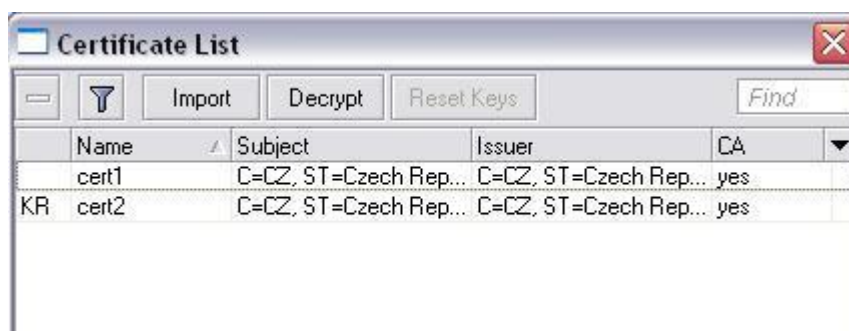 Certificate List
Import Decrypt Reset Keys Find
Name Subject Issuer CA
cert1 C=CZ, ST=Czech Rep... C=CZ, ST=Czech Rep... yes
KR cert2 C=CZ, ST=Czech Rep... C=CZ, ST=Czech Rep... yes